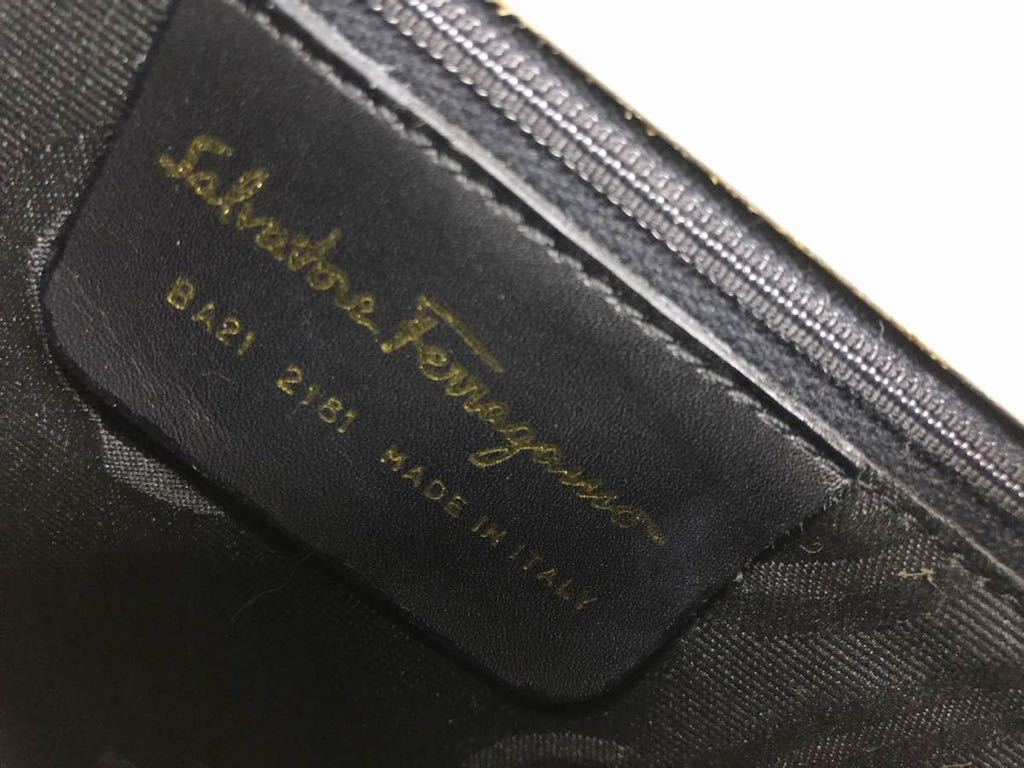 Salvatore Ferragamo
BA21 2181 MADE IN ITALY